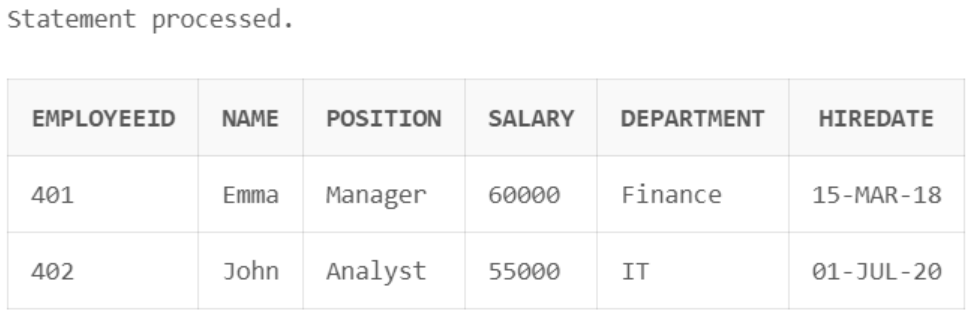 Statement processed.
EMPLOYEEID NAME POSITION SALARY DEPARTMENT HIREDATE
401 Emma Manager 60000 Finance 15-MAR-18
402 John Analyst 55000 IT 01-JUL-20